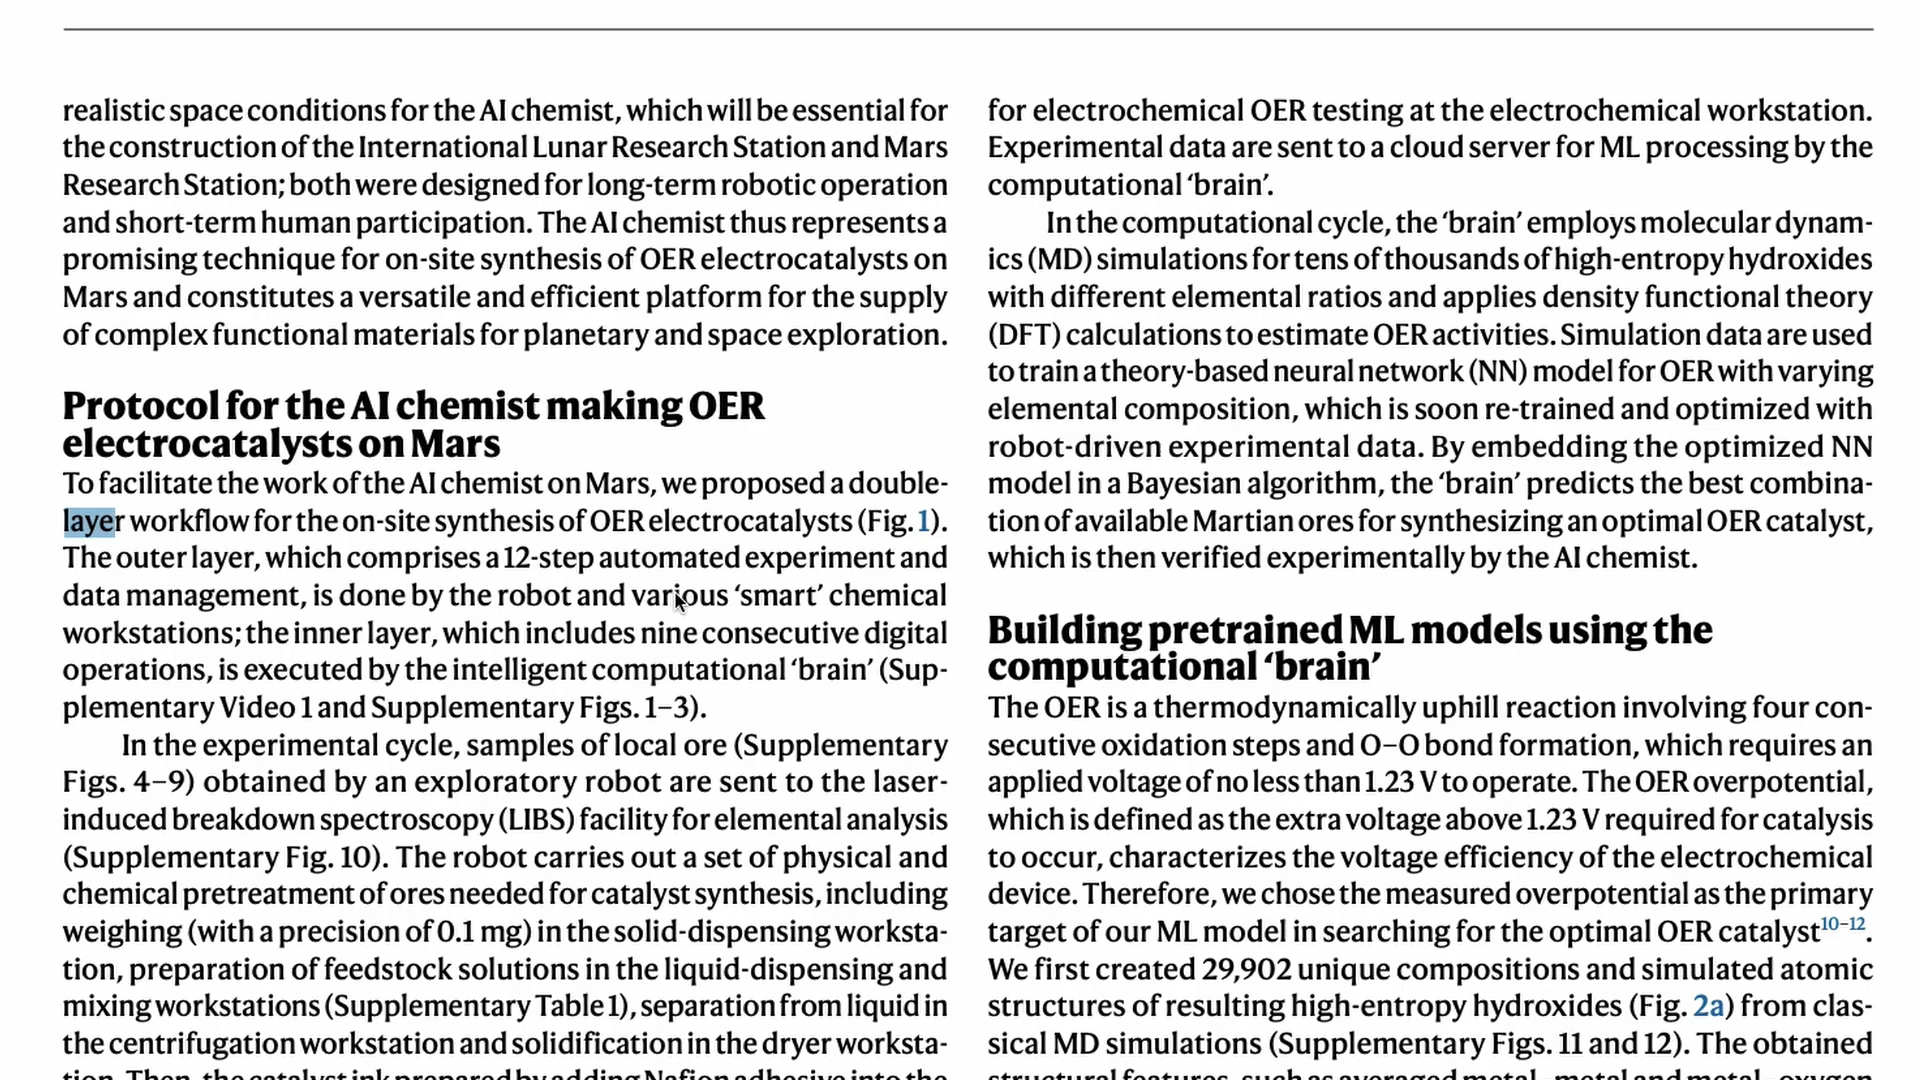 realistic space conditions for the AI chemist, which will be essential for
the construction of the International Lunar Research Station and Mars
Research Station; both were designed for long-term robotic operation
and short-term human participation. The AI chemist thus represents a
promising technique for on-site synthesis of OER electrocatalysts on
Mars and constitutes a versatile and efficient platform for the supply
of complex functional materials for planetary and space exploration.
Protocol for the AI chemist making OER
electrocatalysts on Mars
To facilitate the work of the AI chemist on Mars, we proposed a double-
layer workflow for the on-site synthesis of OER electrocatalysts (Fig. 1).
The outer layer, which comprises a 12-step automated experiment and
data management, is done by the robot and various ‘smart’ chemical
workstations; the inner layer, which includes nine consecutive digital
operations, is executed by the intelligent computational ‘brain’ (Sup-
plementary Video 1 and Supplementary Figs. 1–3).
In the experimental cycle, samples of local ore (Supplementary
Figs. 4–9) obtained by an exploratory robot are sent to the laser-
induced breakdown spectroscopy (LIBS) facility for elemental analysis
(Supplementary Fig. 10). The robot carries out a set of physical and
chemical pretreatment of ores needed for catalyst synthesis, including
weighing (with a precision of 0.1 mg) in the solid-dispensing worksta-
tion, preparation of feedstock solutions in the liquid-dispensing and
mixing workstations (Supplementary Table 1), separation from liquid in
the centrifugation workstation and solidification in the dryer worksta-
tion. Then, the catalyst ink prepared by adding Nafion adhesive into the
for electrochemical OER testing at the electrochemical workstation.
Experimental data are sent to a cloud server for ML processing by the
computational ‘brain’.
In the computational cycle, the ‘brain’ employs molecular dynam-
ics (MD) simulations for tens of thousands of high-entropy hydroxides
with different elemental ratios and applies density functional theory
(DFT) calculations to estimate OER activities. Simulation data are used
to train a theory-based neural network (NN) model for OER with varying
elemental composition, which is soon re-trained and optimized with
robot-driven experimental data. By embedding the optimized NN
model in a Bayesian algorithm, the ‘brain’ predicts the best combina-
tion of available Martian ores for synthesizing an optimal OER catalyst,
which is then verified experimentally by the AI chemist.
Building pretrained ML models using the
computational ‘brain’
The OER is a thermodynamically uphill reaction involving four con-
secutive oxidation steps and O–O bond formation, which requires an
applied voltage of no less than 1.23 V to operate. The OER overpotential,
which is defined as the extra voltage above 1.23 V required for catalysis
to occur, characterizes the voltage efficiency of the electrochemical
device. Therefore, we chose the measured overpotential as the primary
target of our ML model in searching for the optimal OER catalyst10–12.
We first created 29,902 unique compositions and simulated atomic
structures of resulting high-entropy hydroxides (Fig. 2a) from clas-
sical MD simulations (Supplementary Figs. 11 and 12). The obtained
structural features, such as averaged metal–metal and metal–oxygen